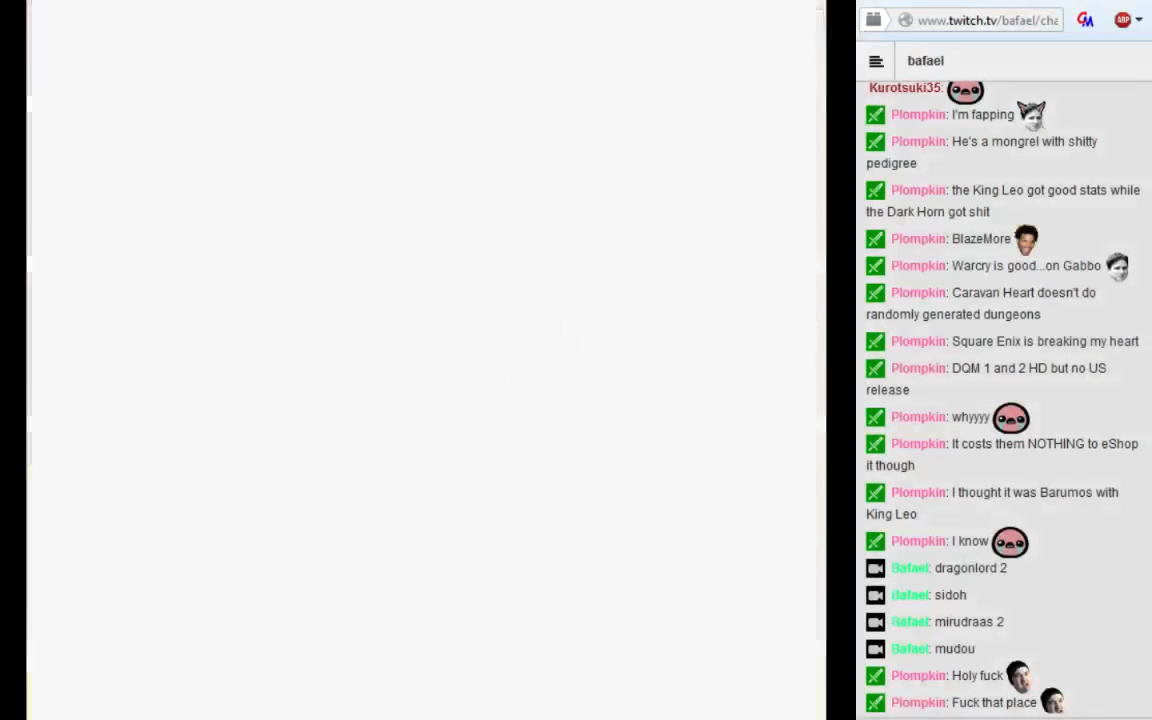 www.twitch.tv/bafael/cha
GM
ABP
bafael
Kurotsuki35:
Plompkin: I'm fapping
Plompkin: He's a mongrel with shitty
pedigree
Plompkin: the King Leo got good stats while
the Dark Horn got shit
Plompkin: BlazeMore
Plompkin: Warcry is good...on Gabbo
Plompkin: Caravan Heart doesn't do
randomly generated dungeons
Plompkin: Square Enix is breaking my heart
Plompkin: DQM 1 and 2 HD but no US
release
Plompkin: whyyyy
Plompkin: It costs them NOTHING to eShop
it though
Plompkin: I thought it was Barumos with
King Leo
Plompkin: I know
Bafael: dragonlord 2
Bafael: sidoh
Bafael: mirudraas 2
Bafael: mudou
Plompkin: Holy fuck
Plompkin: Fuck that place